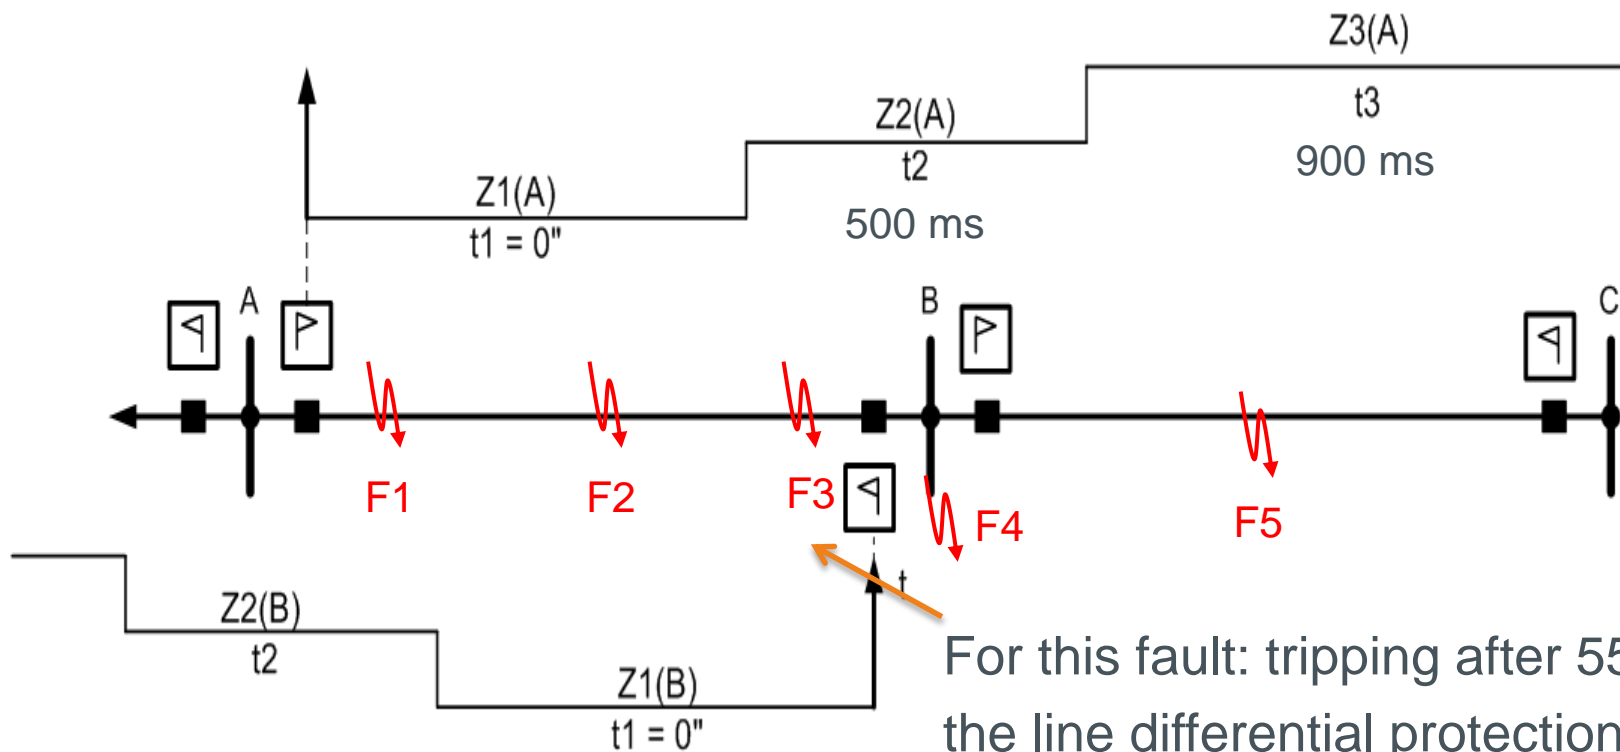 Z3(A)
t3
900 ms
Z2(A)
t2
500 ms
Z1(A)
t1 = 0"
A
B
C
F1
F2
F3
F4
F5
t
Z2(B)
t2
Z1(B)
t1 = 0"
For this fault: tripping after 55
the line differential protection